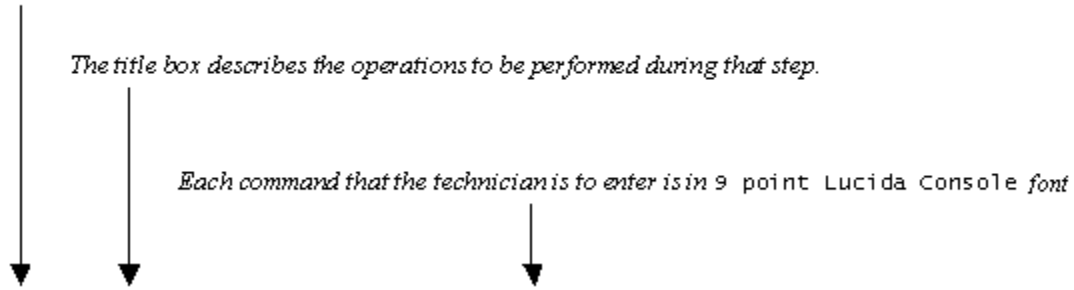 The title box describes the operations to be performed during that step.
Each command that the technician is to enter is in 9 point Lucida Console font